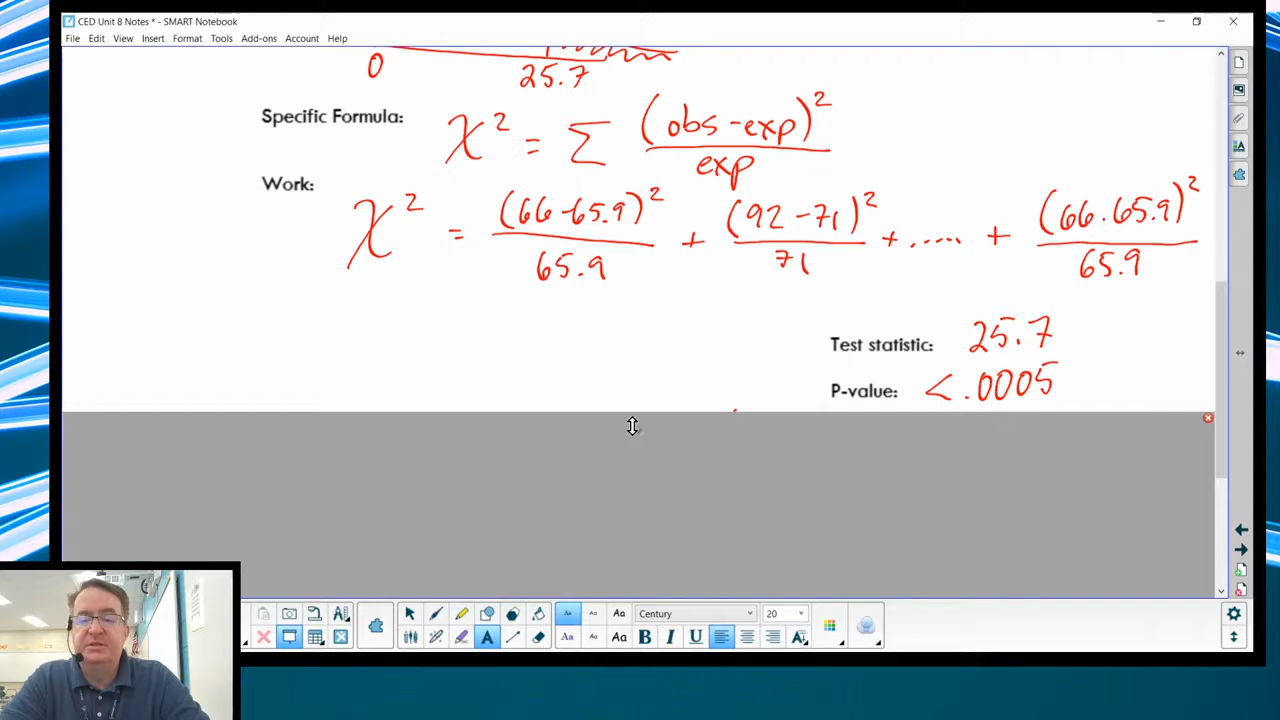 CED Unit 8 Notes * - SMART Notebook
File Edit View Insert Format Tools Add-ons Account Help
0 25.7
Specific Formula: χ² = Σ (obs - exp)² / exp
Work: χ² = (66-65.9)² / 65.9 + (92-71)² / 71 + ..... + (66.65.9)² / 65.9
Test statistic: 25.7
P-value: < .0005
Century 20
B I U